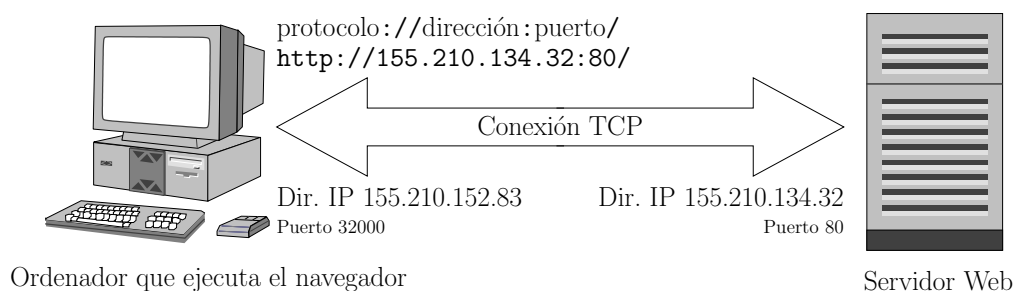 protocolo://dirección:puerto/
http://155.210.134.32:80/
Conexión TCP
Dir. IP 155.210.152.83
Puerto 32000
Dir. IP 155.210.134.32
Puerto 80
Ordenador que ejecuta el navegador
Servidor Web